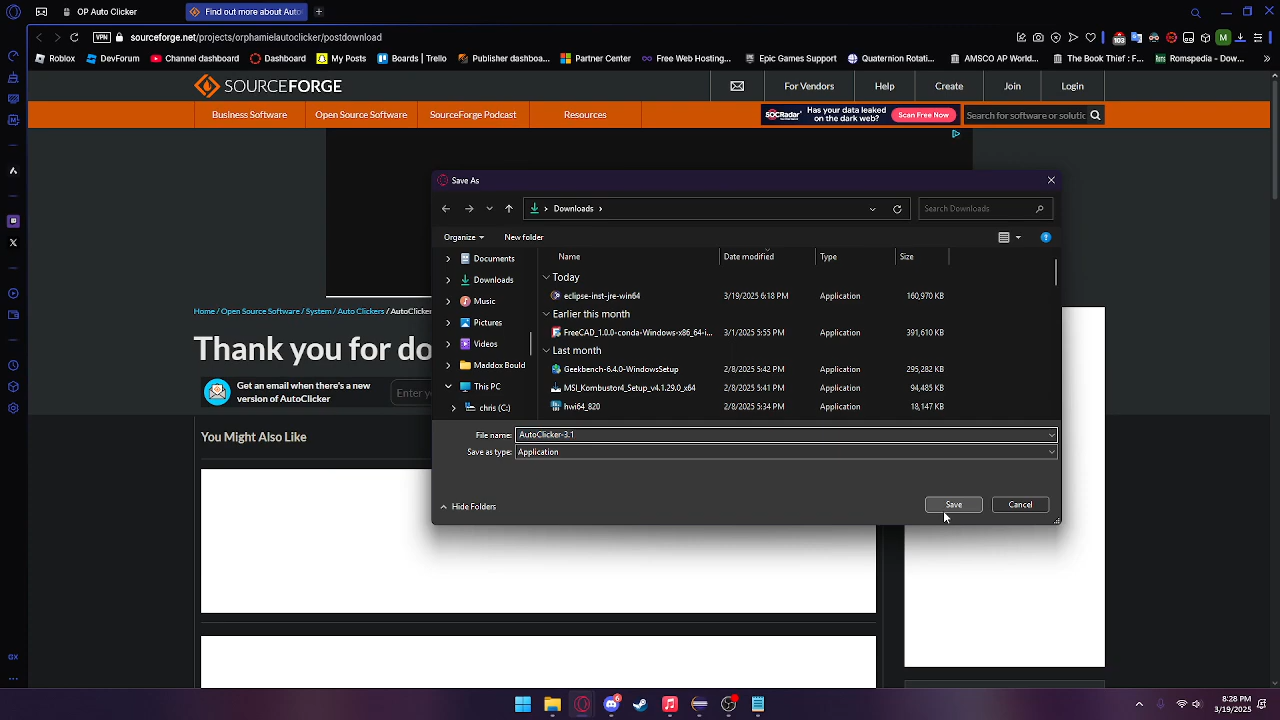 OP Auto Clicker
Find out more about Auto
VPN
sourceforge.net/projects/orphamielautoclicker/postdownload
103
M
Roblox
DevForum
Channel dashboard
Dashboard
My Posts
Boards | Trello
Publisher dashboa...
Partner Center
Free Web Hosting...
Epic Games Support
Quaternion Rotati...
AMSCO AP World...
The Book Thief : F...
Romspedia - Dow...
SOURCEFORGE
For Vendors
Help
Create
Join
Login
Business Software
Open Source Software
SourceForge Podcast
Resources
SOCRadar
Has your data leaked
on the dark web?
Scan Free Now
Search for software or solutic
Save As
Downloads
Search Downloads
Organize
New folder
Documents
Downloads
Music
Pictures
Videos
Maddox Bould
This PC
chris (C:)
Name
Date modified
Type
Size
Today
eclipse-inst-jre-win64
3/19/2025 6:18 PM
Application
160,970 KB
Earlier this month
FreeCAD_1.0.0-conda-Windows-x86_64-i...
3/1/2025 5:55 PM
Application
391,610 KB
Last month
Geekbench-6.4.0-WindowsSetup
2/8/2025 5:42 PM
Application
295,282 KB
MSI_Kombustor4_Setup_v4.1.29.0_x64
2/8/2025 5:41 PM
Application
94,485 KB
hwi64_820
2/8/2025 5:34 PM
Application
18,147 KB
File name:
AutoClicker-3.1
Save as type:
Application
Hide Folders
Save
Cancel
Home / Open Source Software / System / Auto Clickers / AutoClicker
Thank you for do
Get an email when there's a new
version of AutoClicker
Enter ye
You Might Also Like
6
8:28 PM
3/19/2025